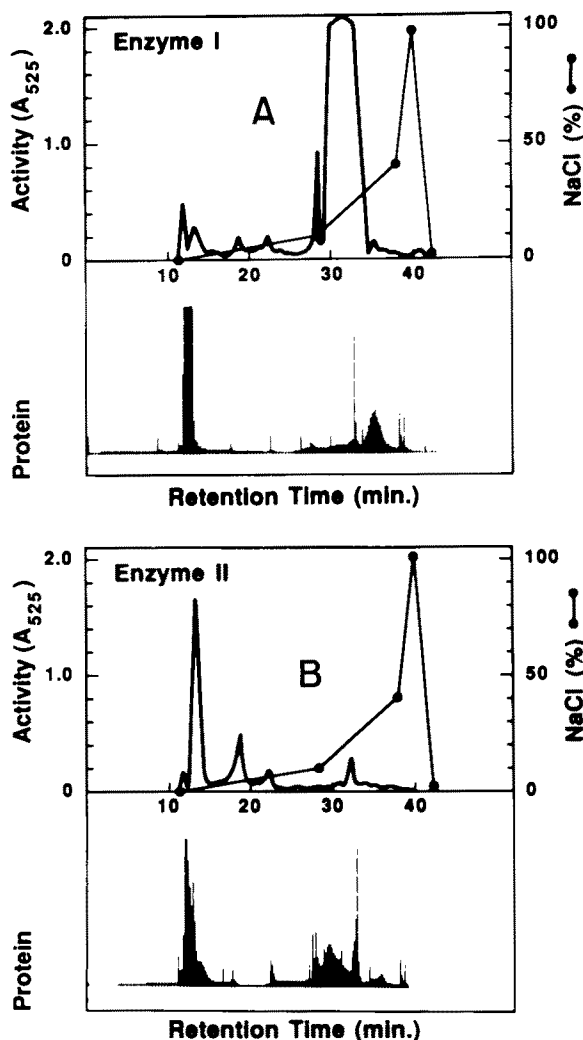 Enzyme I
A
Activity (A525)
2.0
1.0
0
100
50
0
NaCl (%)
10
20
30
40
Protein
Retention Time (min.)
Enzyme II
B
Activity (A525)
2.0
1.0
0
100
50
0
NaCl (%)
10
20
30
40
Protein
Retention Time (min.)